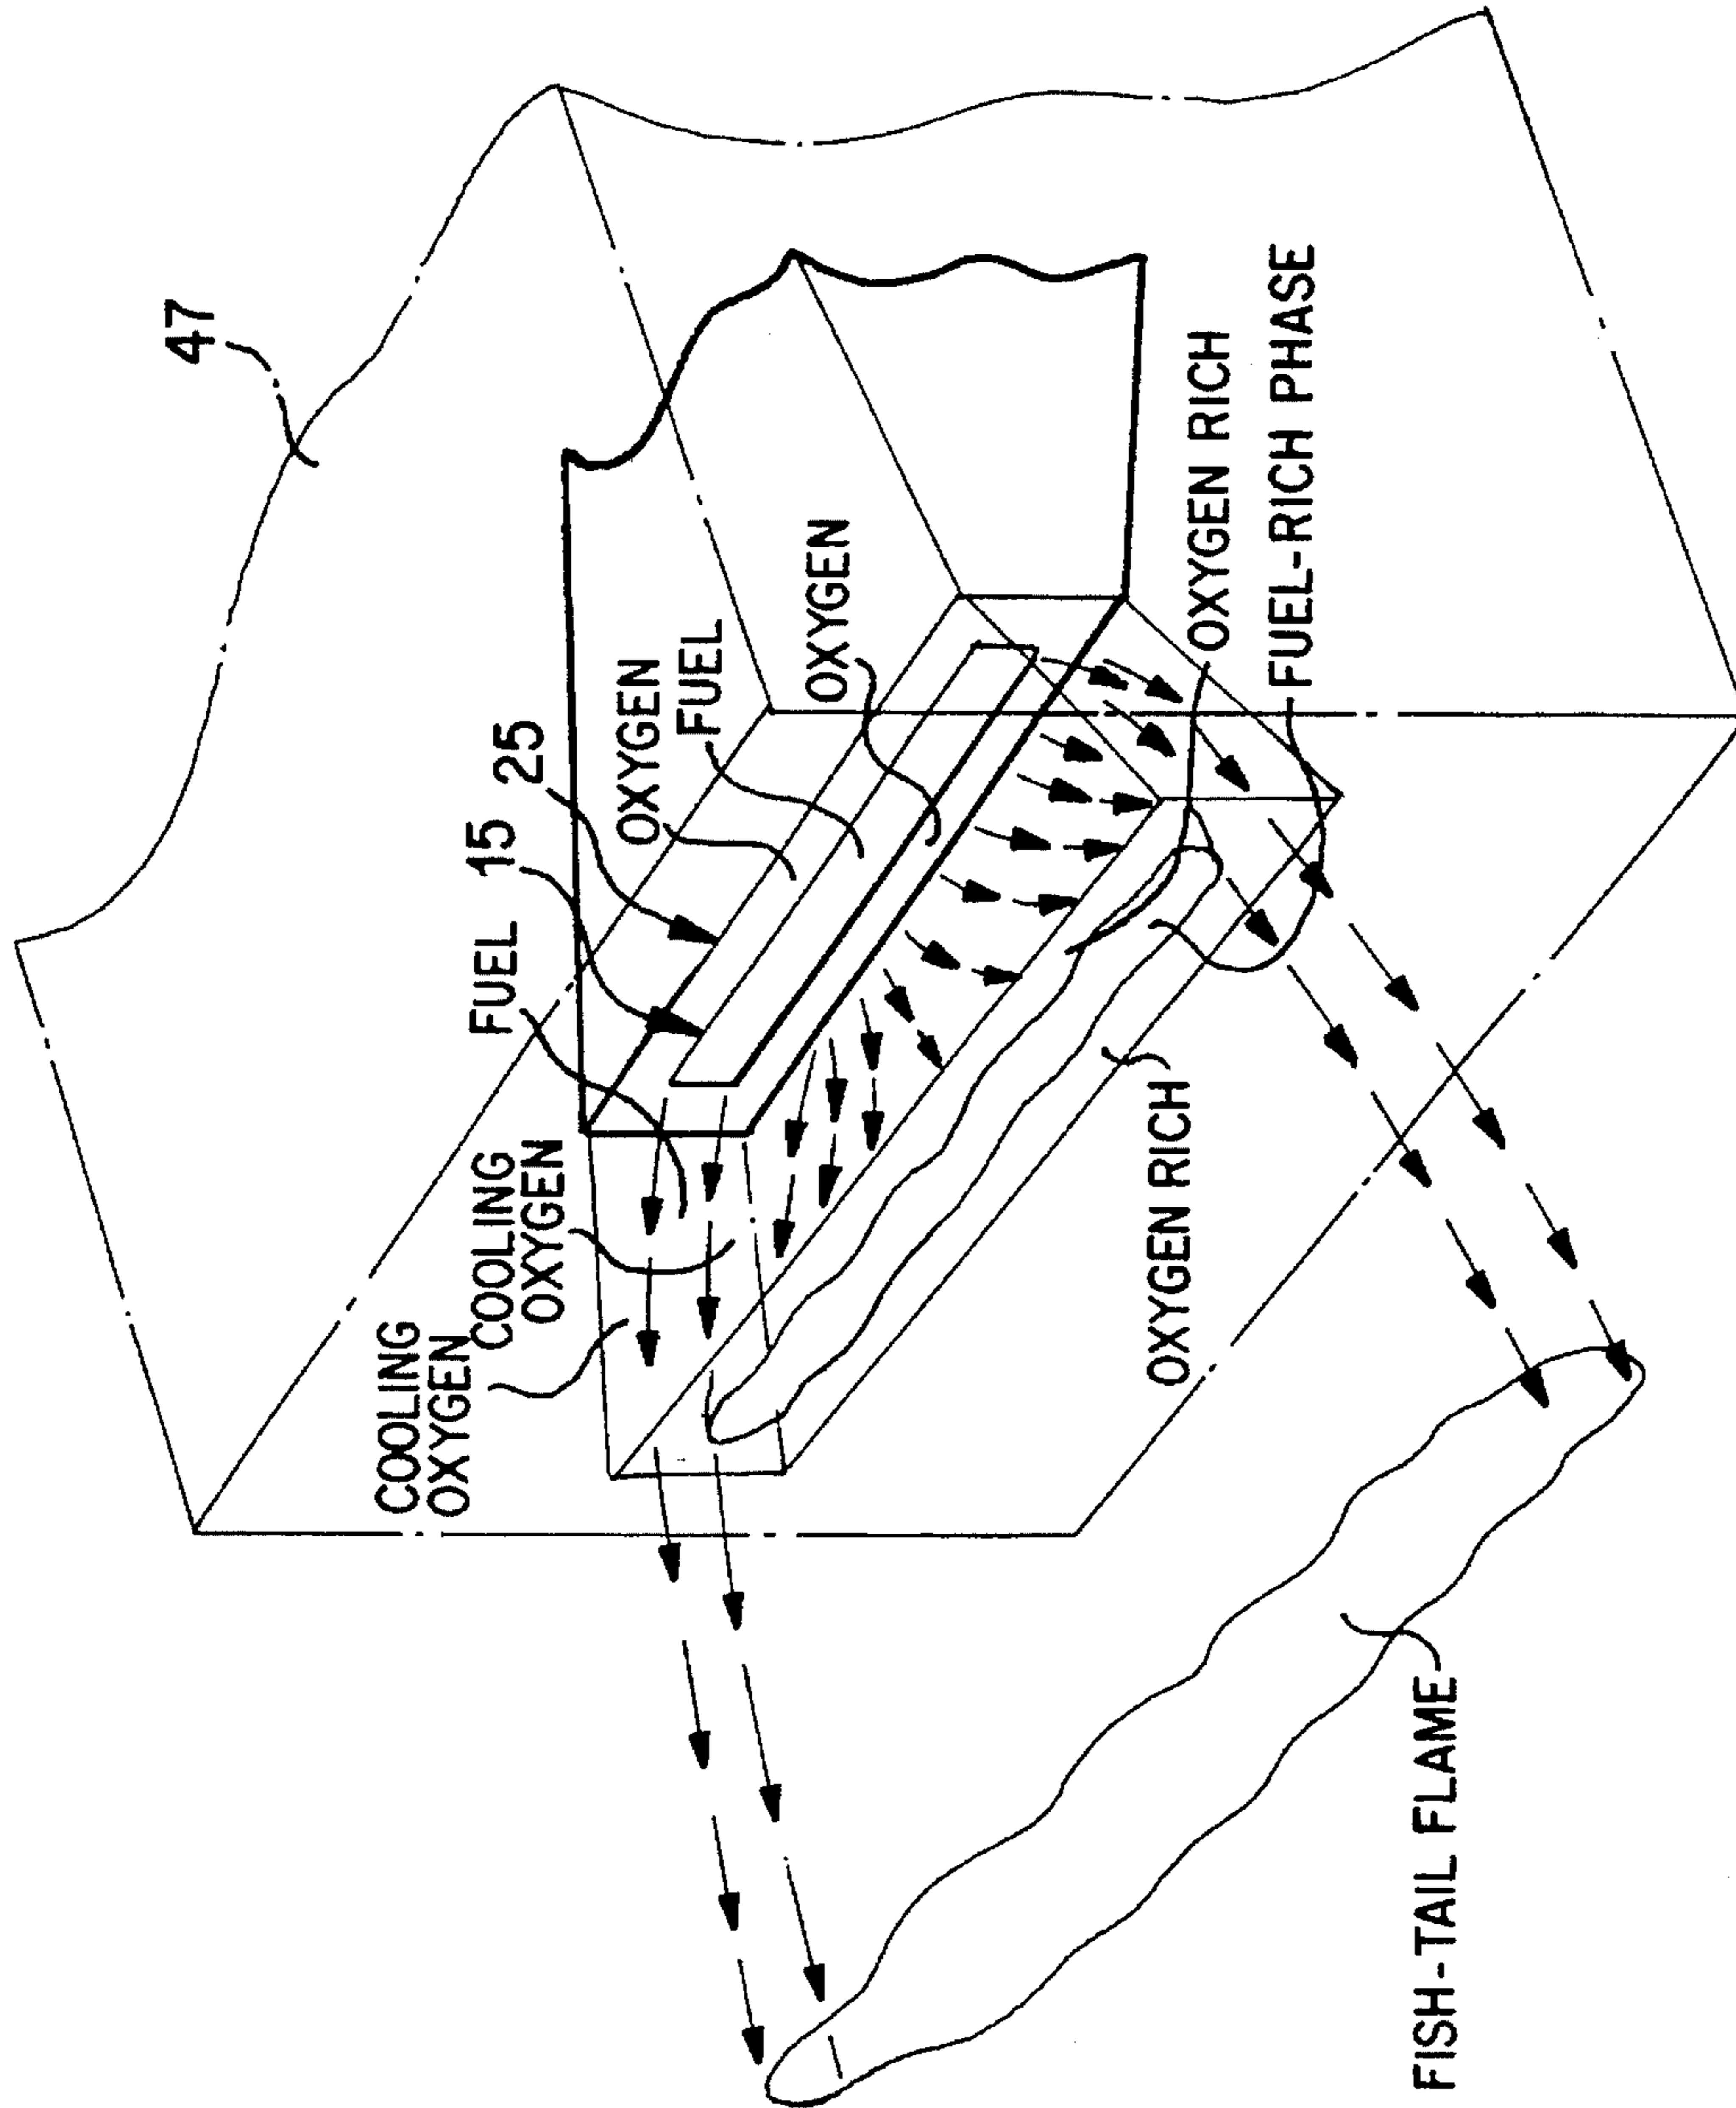 47
OXYGEN
FUEL
OXYGEN
25
15
FUEL
COOLING
OXYGEN
COOLING
OXYGEN
OXYGEN RICH
FUEL-RICH PHASE
OXYGEN RICH
FISH-TAIL FLAME